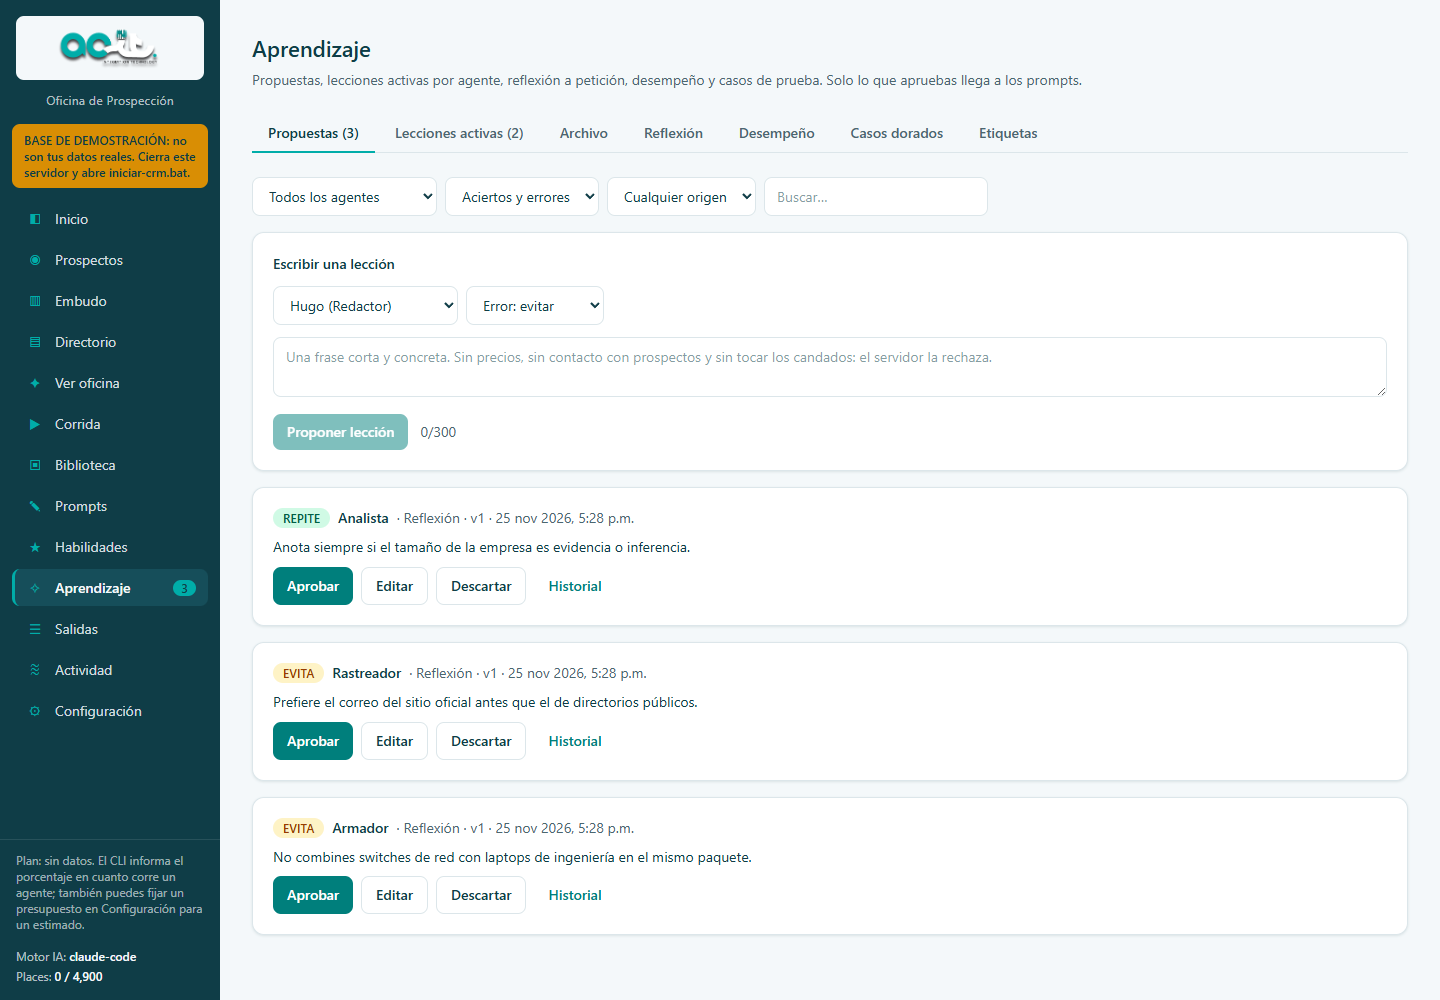 Oficina de Prospección
BASE DE DEMOSTRACIÓN: no
son tus datos reales. Cierra este
servidor y abre iniciar-crm.bat.
Inicio
Prospectos
Embudo
Directorio
Ver oficina
Corrida
Biblioteca
Prompts
Habilidades
Aprendizaje 3
Salidas
Actividad
Configuración
Plan: sin datos. El CLI informa el
porcentaje en cuanto corre un
agente; también puedes fijar un
presupuesto en Configuración para
un estimado.
Motor IA: claude-code
Places: 0 / 4,900
Aprendizaje
Propuestas, lecciones activas por agente, reflexión a petición, desempeño y casos de prueba. Solo lo que apruebas llega a los prompts.
Propuestas (3) Lecciones activas (2) Archivo Reflexión Desempeño Casos dorados Etiquetas
Todos los agentes Aciertos y errores Cualquier origen Buscar...
Escribir una lección
Hugo (Redactor) Error: evitar
Una frase corta y concreta. Sin precios, sin contacto con prospectos y sin tocar los candados: el servidor la rechaza.
Proponer lección 0/300
REPITE Analista · Reflexión · v1 · 25 nov 2026, 5:28 p.m.
Anota siempre si el tamaño de la empresa es evidencia o inferencia.
Aprobar Editar Descartar Historial
EVITA Rastreador · Reflexión · v1 · 25 nov 2026, 5:28 p.m.
Prefiere el correo del sitio oficial antes que el de directorios públicos.
Aprobar Editar Descartar Historial
EVITA Armador · Reflexión · v1 · 25 nov 2026, 5:28 p.m.
No combines switches de red con laptops de ingeniería en el mismo paquete.
Aprobar Editar Descartar Historial